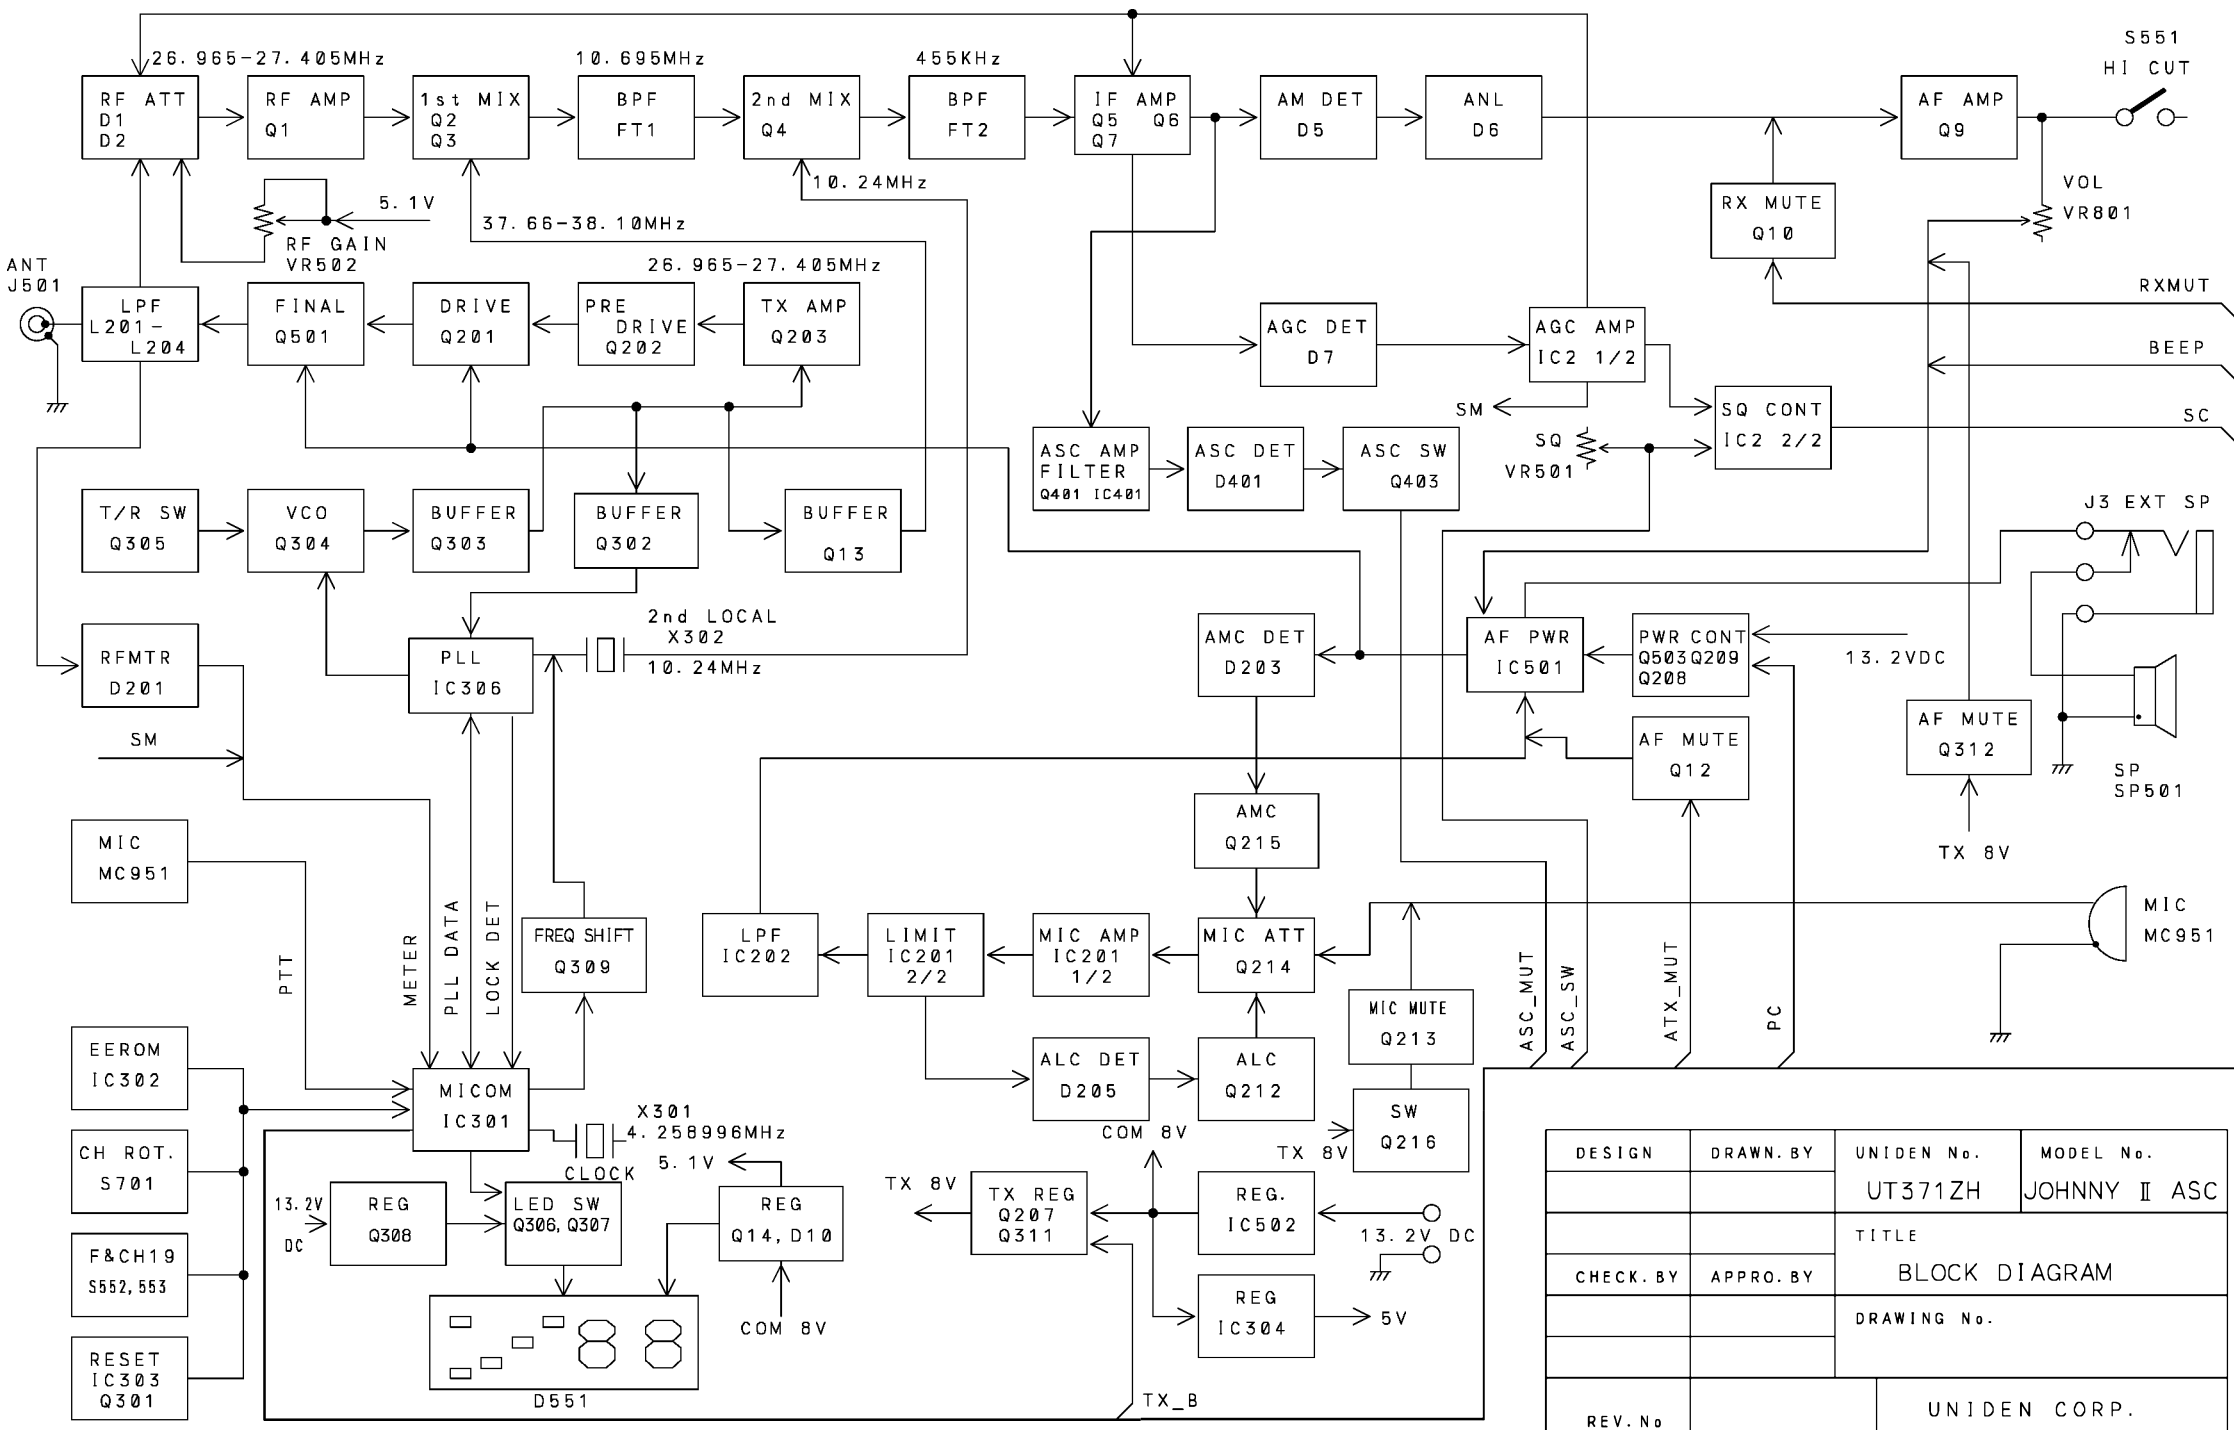 S551
HI CUT
26.965-27.405MHz
10.695MHz
455KHz
RF ATT
D1
D2
RF AMP
Q1
1st MIX
Q2
Q3
BPF
FT1
2nd MIX
Q4
BPF
FT2
IF AMP
Q5 Q6
Q7
AM DET
D5
ANL
D6
AF AMP
Q9
10.24MHz
5.1V
37.66-38.10MHz
RF GAIN
VR502
RX MUTE
Q10
VOL
VR801
ANT
J501
26.965-27.405MHz
LPF
L201-
L204
FINAL
Q501
DRIVE
Q201
PRE
DRIVE
Q202
TX AMP
Q203
AGC DET
D7
AGC AMP
IC2 1/2
RXMUT
BEEP
SC
SM
SQ
VR501
SQ CONT
IC2 2/2
ASC AMP
FILTER
Q401 IC401
ASC DET
D401
ASC SW
Q403
T/R SW
Q305
VCO
Q304
BUFFER
Q303
BUFFER
Q302
BUFFER
Q13
J3 EXT SP
2nd LOCAL
X302
10.24MHz
RFMTR
D201
PLL
IC306
AMC DET
D203
AF PWR
IC501
PWR CONT
Q503 Q209
Q208
13.2VDC
SM
AF MUTE
Q12
AF MUTE
Q312
SP
SP501
TX 8V
AMC
Q215
MIC
MC951
PTT
METER
PLL DATA
LOCK DET
FREQ SHIFT
Q309
LPF
IC202
LIMIT
IC201
2/2
MIC AMP
IC201
1/2
MIC ATT
Q214
MIC
MC951
MIC MUTE
Q213
ASC_MUT
ASC_SW
ATX_MUT
PC
EEROM
IC302
MICOM
IC301
ALC DET
D205
ALC
Q212
SW
Q216
TX 8V
X301
4.258996MHz
CLOCK
CH ROT.
S701
13.2V
DC
REG
Q308
LED SW
Q306,Q307
5.1V
REG
Q14,D10
COM 8V
TX 8V
TX REG
Q207
Q311
COM 8V
REG.
IC502
13.2V DC
REG
IC304
5V
F&CH19
S552,553
RESET
IC303
Q301
D551
TX_B
DESIGN
DRAWN.BY
UNIDEN No.
MODEL No.
UT371ZH
JOHNNY Ⅱ ASC
TITLE
BLOCK DIAGRAM
CHECK.BY
APPRO.BY
DRAWING No.
REV.No
UNIDEN CORP.